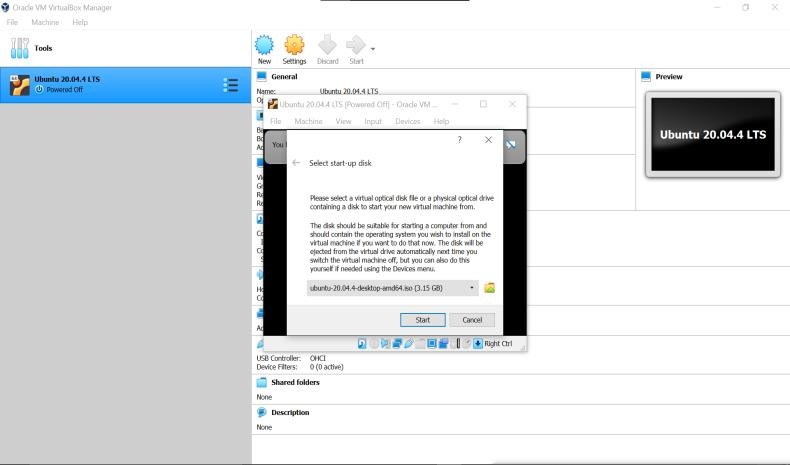 Oracle VM VirtualBox Manager
File Machine Help
Tools
New Settings Discard Start
Ubuntu 20.04.4 LTS
Powered Off
General
Name: Ubuntu 20.04.4 LTS
Preview
Ubuntu 20.04.4 LTS
Ubuntu 20.04.4 LTS [Powered Off] - Oracle VM ...
File Machine View Input Devices Help
You
?
Select start-up disk
Please select a virtual optical disk file or a physical optical drive
containing a disk to start your new virtual machine from.
The disk should be suitable for starting a computer from and
should contain the operating system you wish to install on the
virtual machine if you want to do that now. The disk will be
ejected from the virtual drive automatically next time you
switch the virtual machine off, but you can also do this
yourself if needed using the Devices menu.
ubuntu-20.04.4-desktop-amd64.iso (3.15 GB)
Start Cancel
Right Ctrl
USB Controller: OHCI
Device Filters: 0 (0 active)
Shared folders
None
Description
None